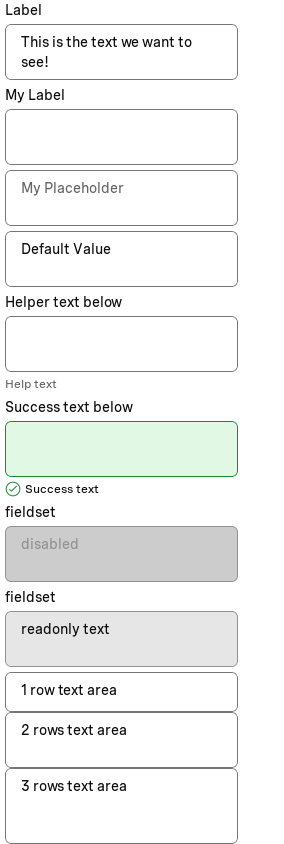 Label
This is the text we want to
see!
My Label
My Placeholder
Default Value
Helper text below
Help text
Success text below
Success text
fieldset
disabled
fieldset
readonly text
1 row text area
2 rows text area
3 rows text area